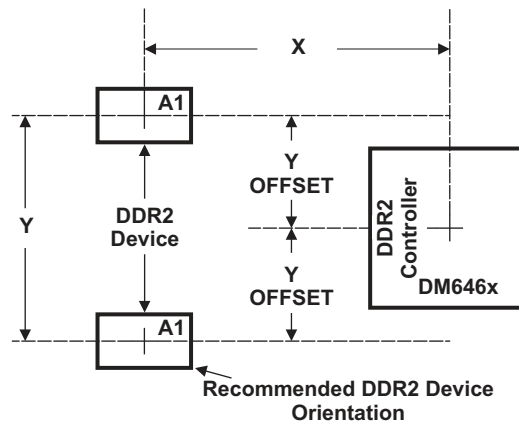 X
A1
Y
OFFSET
Y
DDR2
Device
DDR2
Controller
DM646x
Y
OFFSET
A1
Recommended DDR2 Device
Orientation